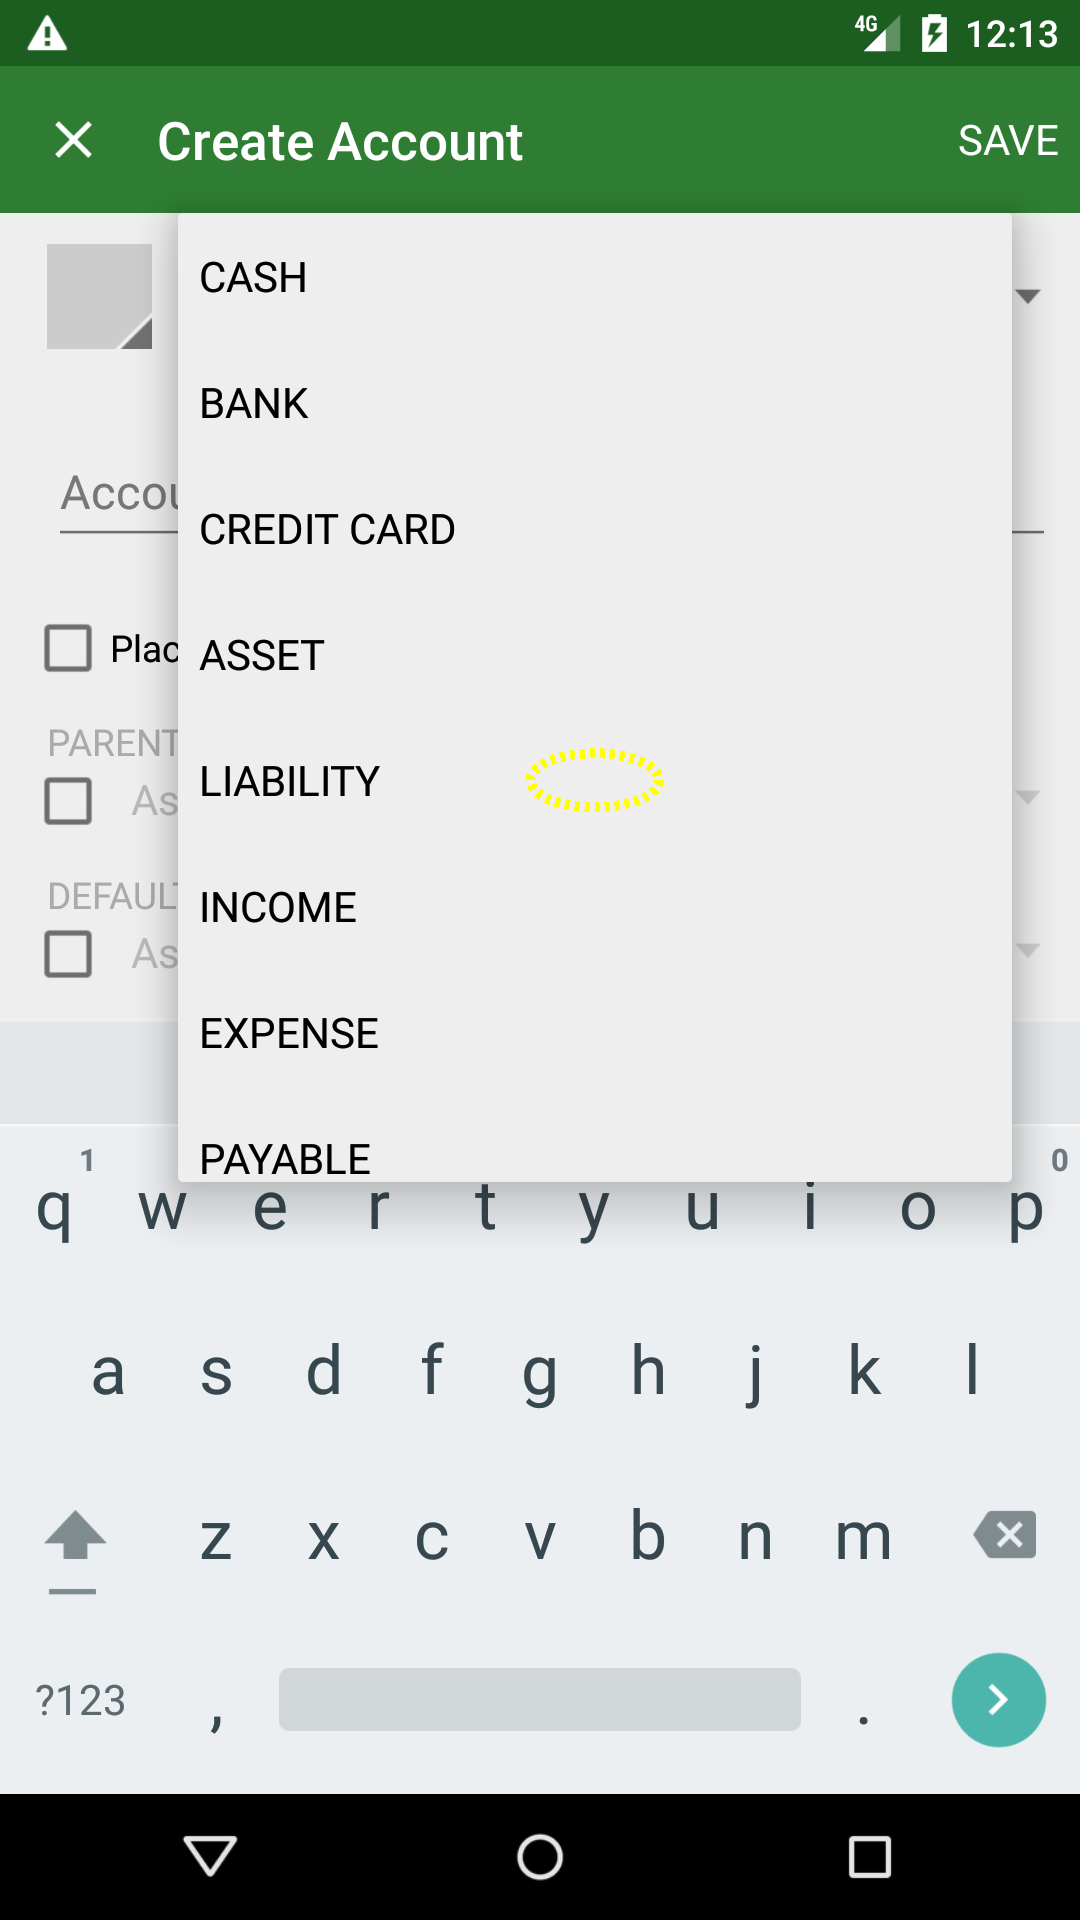 4G 12:13
Create Account SAVE
CASH
BANK
Accou
CREDIT CARD
Plac
ASSET
PARENT
LIABILITY
As
DEFAULT
INCOME
As
EXPENSE
PAYABLE
1 0
q w e r t y u i o p
a s d f g h j k l
z x c v b n m
?123 , .